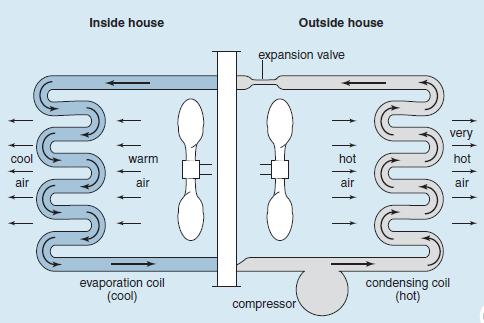 Inside house
Outside house
expansion valve
cool
air
warm
air
hot
air
very
hot
air
evaporation coil
(cool)
compressor
condensing coil
(hot)